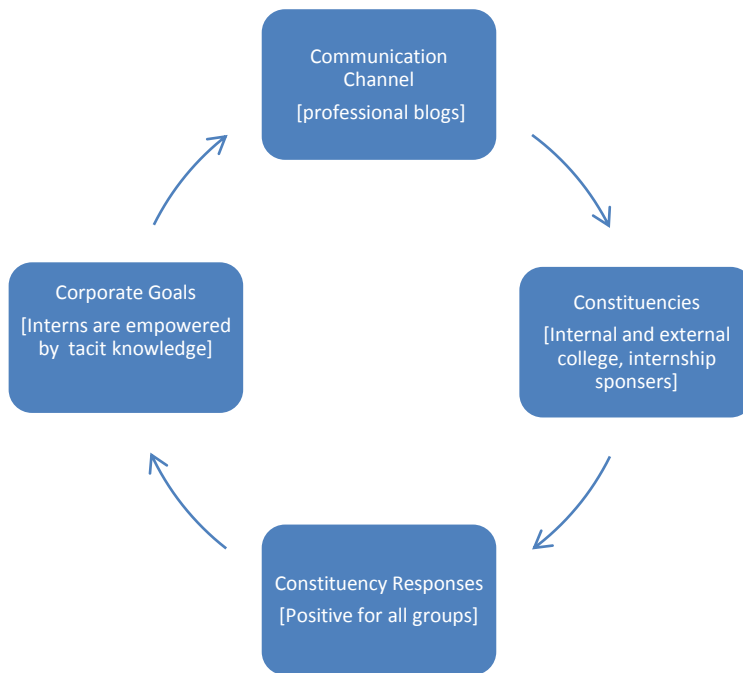 Communication
Channel
[professional blogs]
Corporate Goals
[Interns are empowered
by tacit knowledge]
Constituencies
[Internal and external
college, internship
sponsers]
Constituency Responses
[Positive for all groups]